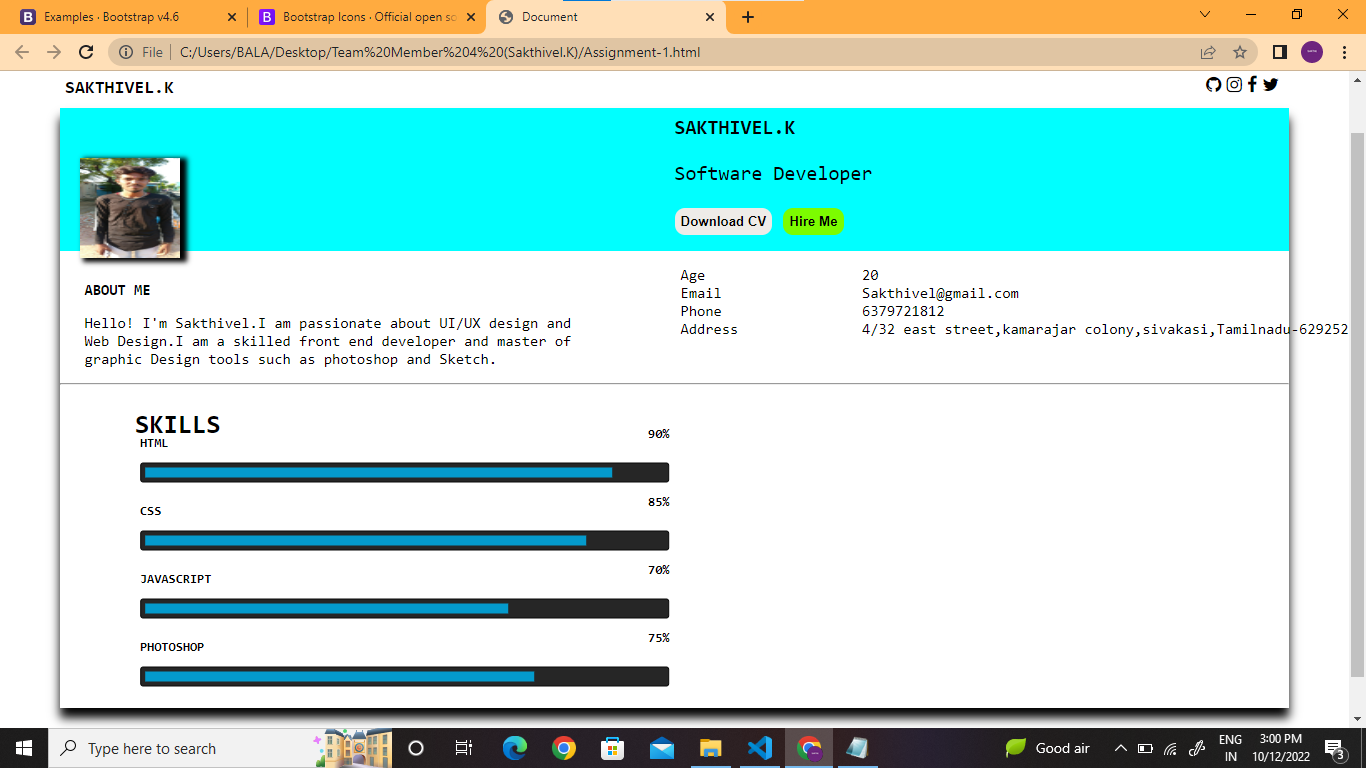 Examples · Bootstrap v4.6
Bootstrap Icons · Official open so
Document
File
C:/Users/BALA/Desktop/Team%20Member%204%20(Sakthivel.K)/Assignment-1.html
SAKTHIVEL.K
SAKTHIVEL.K
Software Developer
Download CV
Hire Me
Age 20
Email Sakthivel@gmail.com
Phone 6379721812
Address 4/32 east street,kamarajar colony,sivakasi,Tamilnadu-629252
ABOUT ME
Hello! I'm Sakthivel.I am passionate about UI/UX design and
Web Design.I am a skilled front end developer and master of
graphic Design tools such as photoshop and Sketch.
SKILLS
HTML 90%
CSS 85%
JAVASCRIPT 70%
PHOTOSHOP 75%
Type here to search
Good air
ENG
IN
3:00 PM
10/12/2022
3